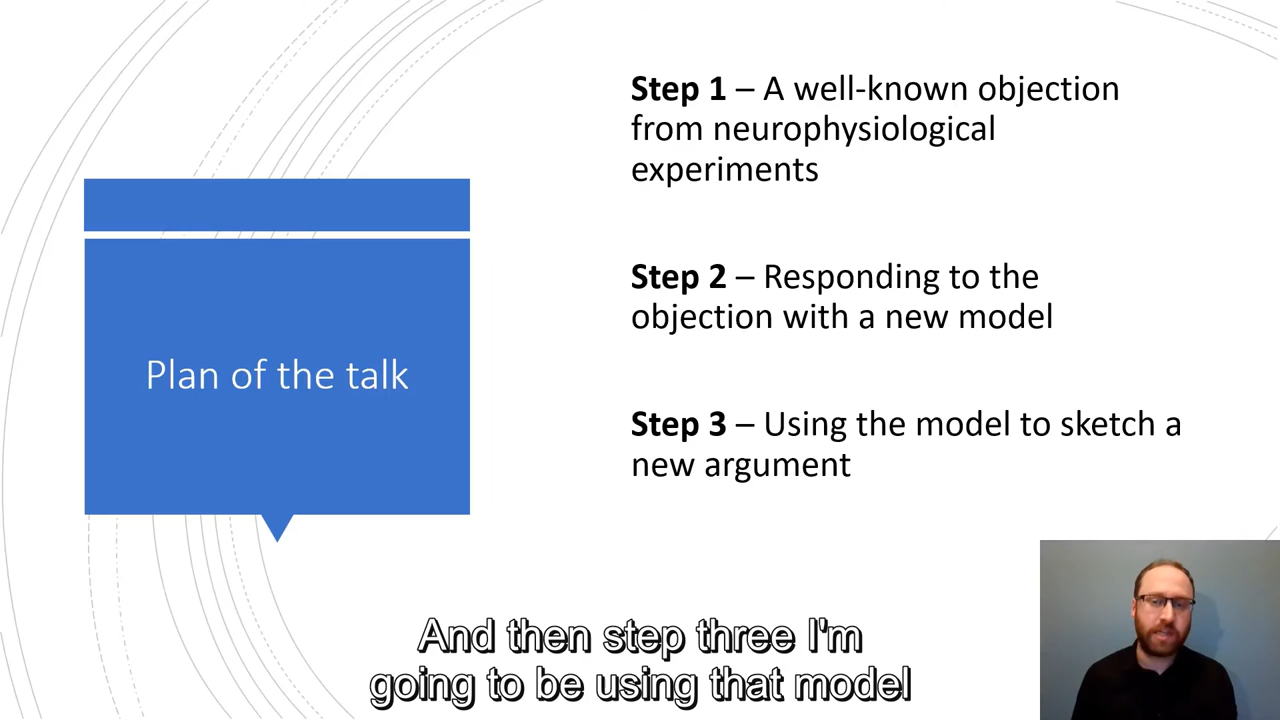 Plan of the talk
Step 1 – A well-known objection
from neurophysiological
experiments
Step 2 – Responding to the
objection with a new model
Step 3 – Using the model to sketch a
new argument
And then step three I'm
going to be using that model